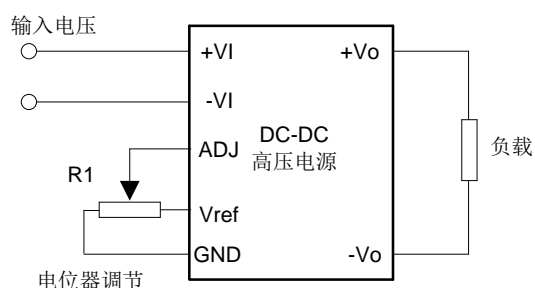 输入电压
+VI
+Vo
-VI
DC-DC
高压电源
ADJ
负载
R1
Vref
GND
-Vo
电位器调节